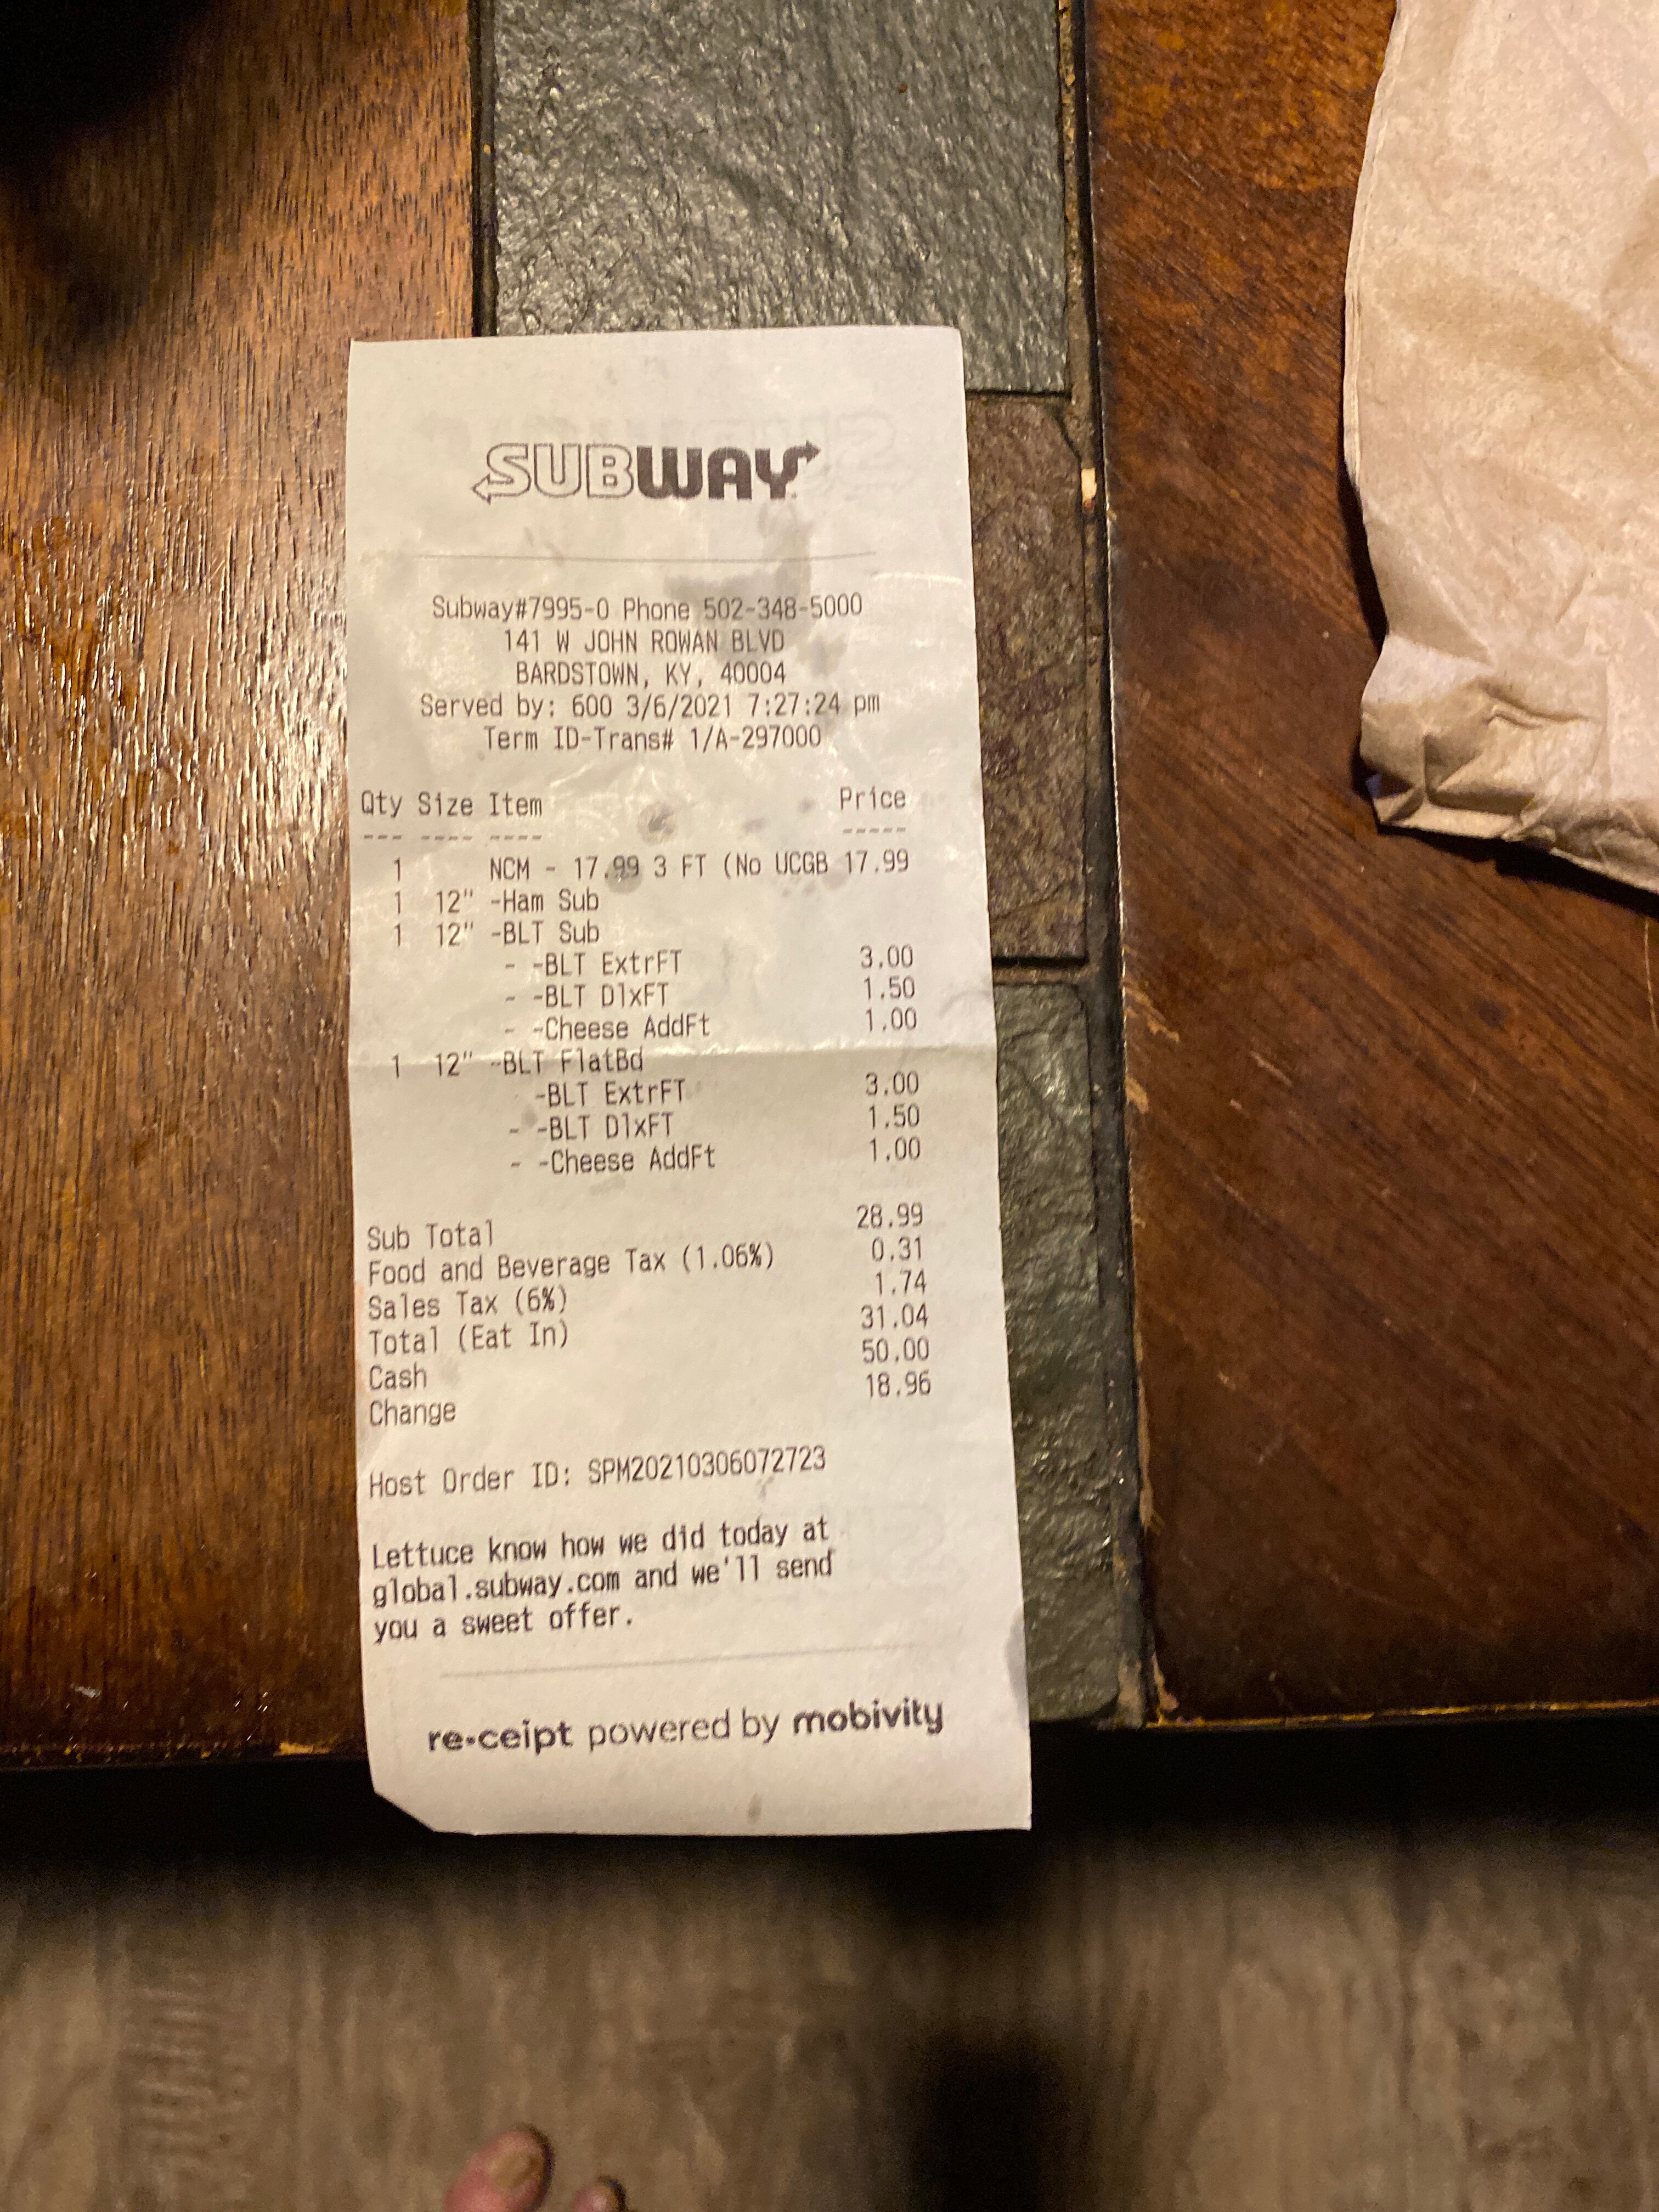 SUBWAY
Subway#7995-0 Phone 502-348-5000
141 W JOHN ROWAN BLVD
BARDSTOWN, KY, 40004
Served by: 600 3/6/2021 7:27:24 pm
Term ID-Trans# 1/A-297000
Qty Size Item Price
--- ---- ---- -----
1 NCM - 17.99 3 FT (No UCGB 17.99
1 12" -Ham Sub
1 12" -BLT Sub
- -BLT ExtrFT 3.00
- -BLT DlxFT 1.50
- -Cheese AddFt 1.00
1 12" -BLT FlatBd
-BLT ExtrFT 3.00
- -BLT DlxFT 1.50
- -Cheese AddFt 1.00
Sub Total 28.99
Food and Beverage Tax (1.06%) 0.31
Sales Tax (6%) 1.74
Total (Eat In) 31.04
Cash 50.00
Change 18.96
Host Order ID: SPM20210306072723
Lettuce know how we did today at
global.subway.com and we'll send
you a sweet offer.
re•ceipt powered by mobivity